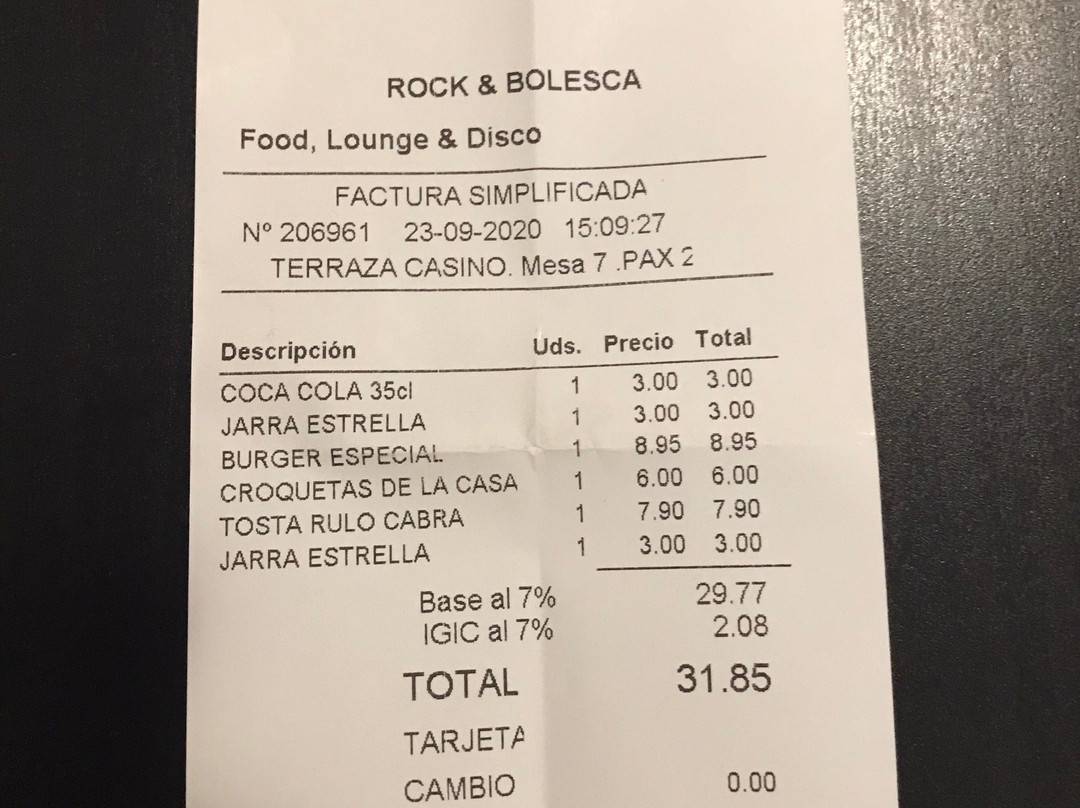 ROCK & BOLESCA
Food, Lounge & Disco
FACTURA SIMPLIFICADA
Nº 206961 23-09-2020 15:09:27
TERRAZA CASINO. Mesa 7 .PAX 2
Descripción Uds. Precio Total
COCA COLA 35cl 1 3.00 3.00
JARRA ESTRELLA 1 3.00 3.00
BURGER ESPECIAL 1 8.95 8.95
CROQUETAS DE LA CASA 1 6.00 6.00
TOSTA RULO CABRA 1 7.90 7.90
JARRA ESTRELLA 1 3.00 3.00
Base al 7% 29.77
IGIC al 7% 2.08
TOTAL 31.85
TARJETA
CAMBIO 0.00